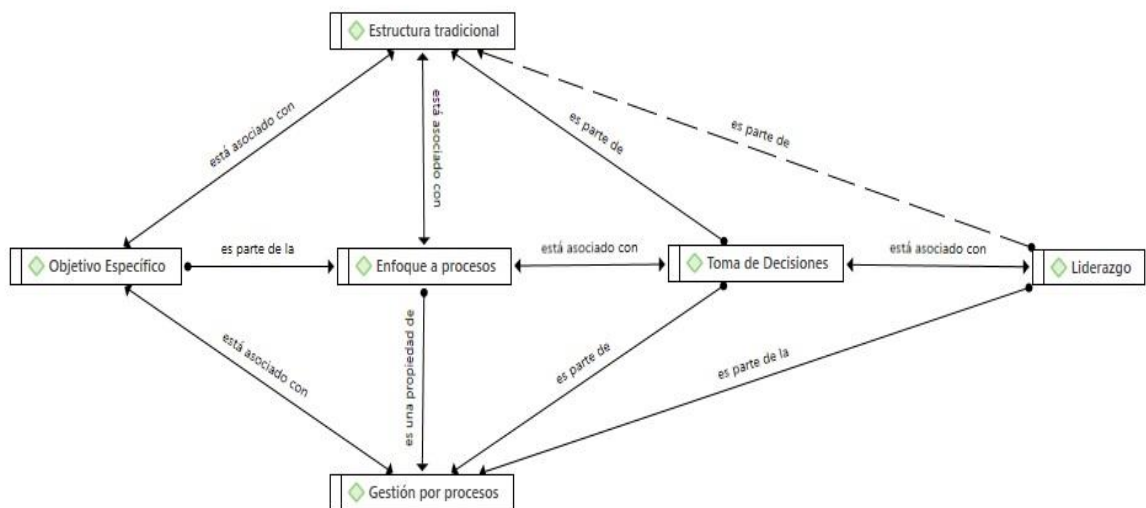 Estructura tradicional
está asociado con
está asociado con
es parte de
es parte de
Objetivo Específico
es parte de la
Enfoque a procesos
está asociado con
Toma de Decisiones
está asociado con
Liderazgo
está asociado con
es una propiedad de
es parte de
es parte de la
Gestión por procesos